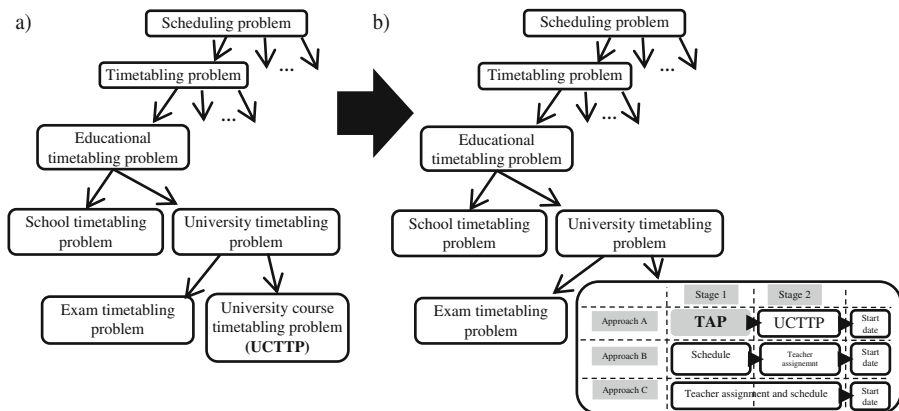 a)
Scheduling problem
...
Timetabling problem
...
Educational
timetabling problem
School timetabling
problem
University timetabling
problem
Exam timetabling
problem
University course
timetabling problem
(UCTTP)
b)
Scheduling problem
...
Timetabling problem
...
Educational
timetabling problem
School timetabling
problem
University timetabling
problem
Exam timetabling
problem
Stage 1
Stage 2
Approach A
TAP
UCTTP
Start
date
Approach B
Schedule
Teacher
assignemnt
Start
date
Approach C
Teacher assignment and schedule
Start
date